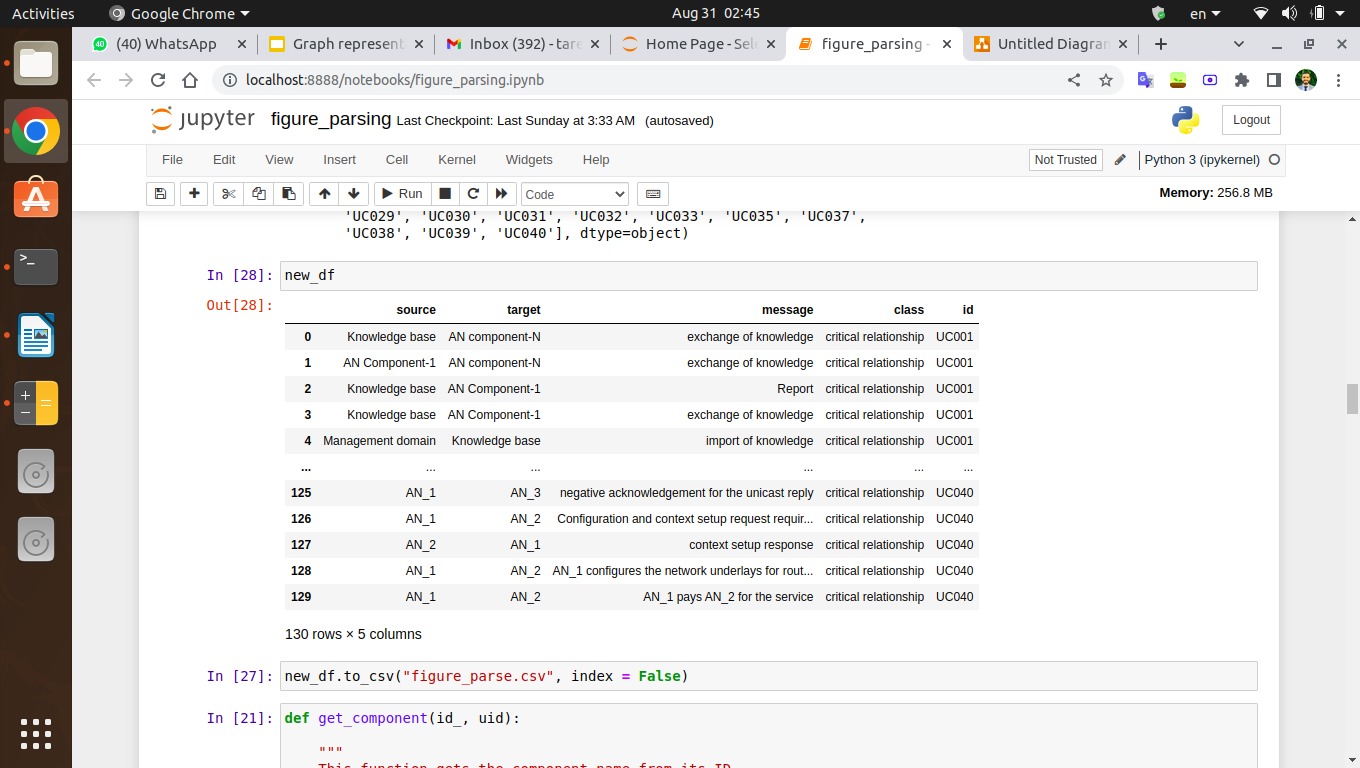 Activities Google Chrome Aug 31 02:45 en
(40) WhatsApp Graph represent Inbox (392) - tare Home Page - Sele figure_parsing - Untitled Diagram
localhost:8888/notebooks/figure_parsing.ipynb
jupyter figure_parsing Last Checkpoint: Last Sunday at 3:33 AM (autosaved) Logout
File Edit View Insert Cell Kernel Widgets Help Not Trusted Python 3 (ipykernel)
Run Code Memory: 256.8 MB
'UC029', 'UC030', 'UC031', 'UC032', 'UC033', 'UC035', 'UC037',
'UC038', 'UC039', 'UC040'], dtype=object)
In [28]: new_df
Out[28]:
source target message class id
0 Knowledge base AN component-N exchange of knowledge critical relationship UC001
1 AN Component-1 AN component-N exchange of knowledge critical relationship UC001
2 Knowledge base AN Component-1 Report critical relationship UC001
3 Knowledge base AN Component-1 exchange of knowledge critical relationship UC001
4 Management domain Knowledge base import of knowledge critical relationship UC001
... ... ... ... ... ...
125 AN_1 AN_3 negative acknowledgement for the unicast reply critical relationship UC040
126 AN_1 AN_2 Configuration and context setup request requir... critical relationship UC040
127 AN_2 AN_1 context setup response critical relationship UC040
128 AN_1 AN_2 AN_1 configures the network underlays for rout... critical relationship UC040
129 AN_1 AN_2 AN_1 pays AN_2 for the service critical relationship UC040
130 rows × 5 columns
In [27]: new_df.to_csv("figure_parse.csv", index = False)
In [21]: def get_component(id_, uid):
"""
This function gets the component name from its ID